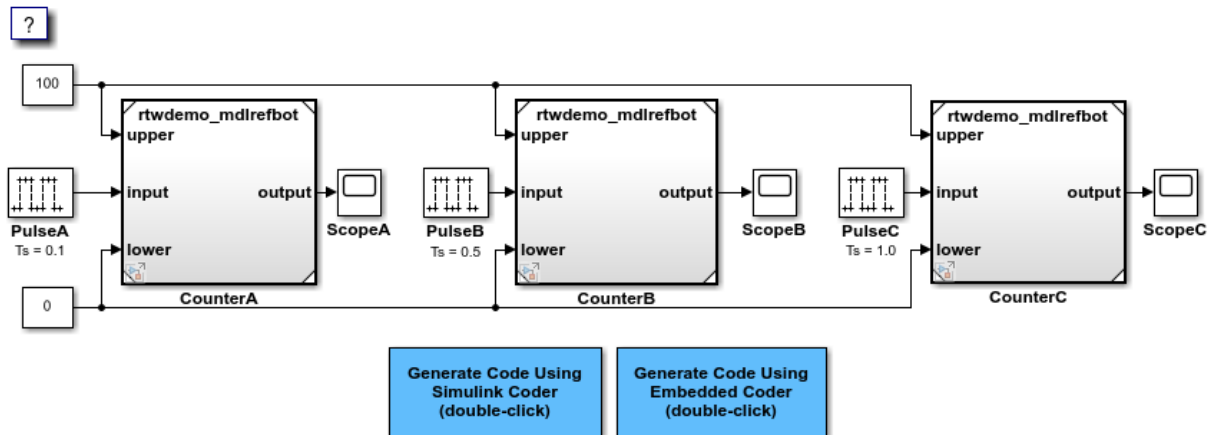 ?
100
rtwdemo_mdlrefbot
upper
input
output
lower
CounterA
PulseA
Ts = 0.1
ScopeA
rtwdemo_mdlrefbot
upper
input
output
lower
CounterB
PulseB
Ts = 0.5
ScopeB
rtwdemo_mdlrefbot
upper
input
output
lower
CounterC
PulseC
Ts = 1.0
ScopeC
0
Generate Code Using
Simulink Coder
(double-click)
Generate Code Using
Embedded Coder
(double-click)